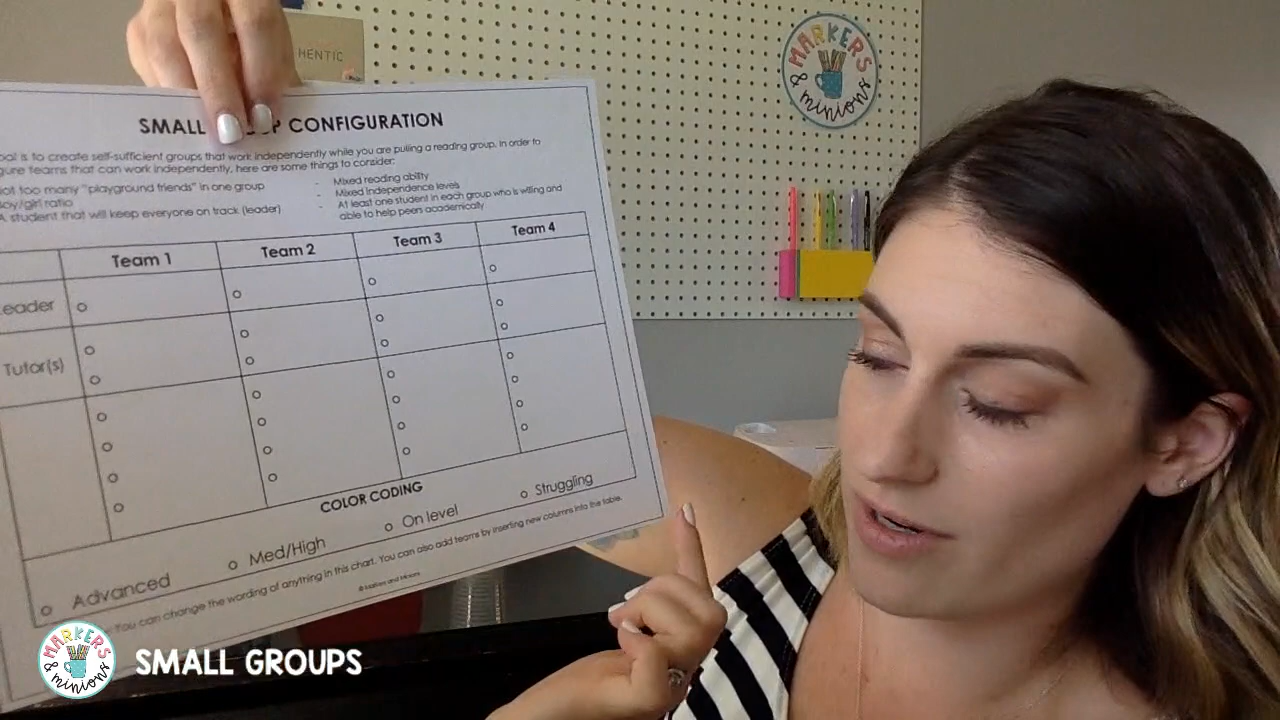 HENTIC
MARKERS
& minions
SMALL CONFIGURATION
is to create self-sufficient groups that work independently while you are pulling a reading group. In order to
teams that can work independently, here are some things to consider:
too many "playground friends" in one group
- Mixed reading ability
ratio
- Mixed independence levels
A student that will keep everyone on track (leader)
- At least one student in each group who is willing and
able to help peers academically
Team 1 Team 2 Team 3 Team 4
eader
Tutor(s)
COLOR CODING
Advanced Med/High On level Struggling
You can change the wording of anything in this chart. You can also add teams by inserting new columns into the table.
© Markers and Minions
MARKERS
& minions
SMALL GROUPS